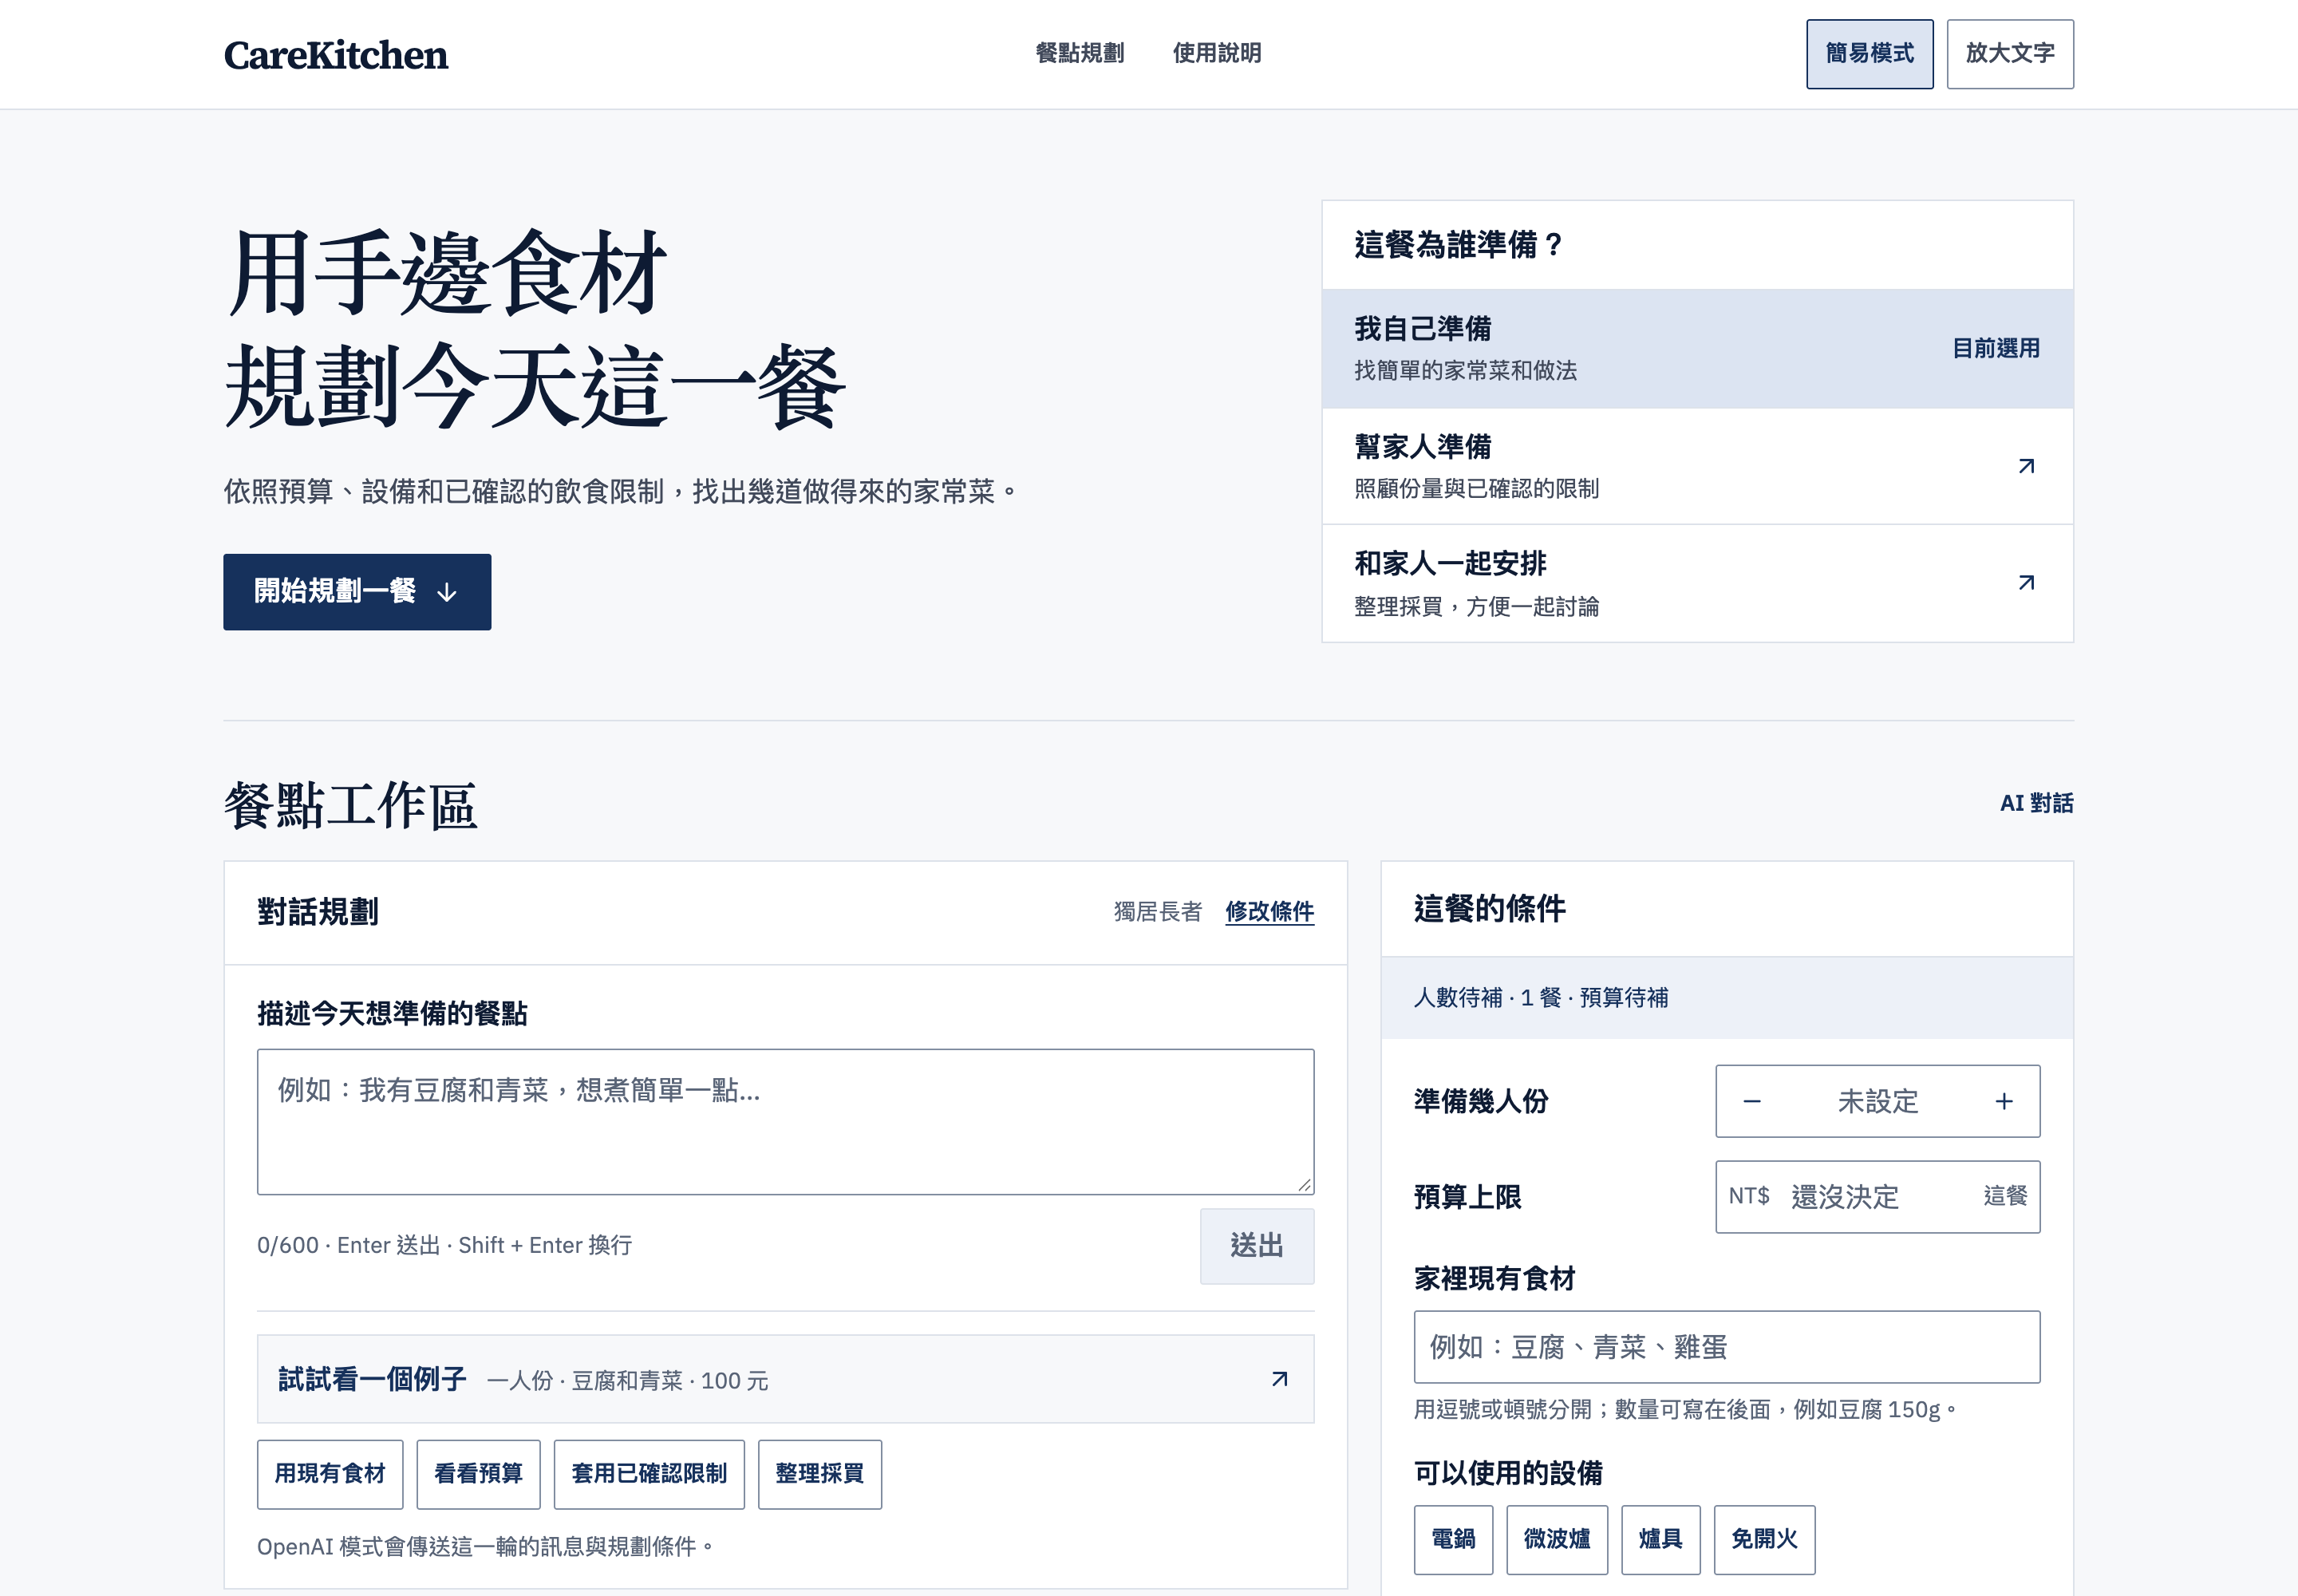 CareKitchen
餐點規劃
使用說明
簡易模式
放大文字
用手邊食材
規劃今天這一餐
依照預算、設備和已確認的飲食限制，找出幾道做得來的家常菜。
開始規劃一餐 ↓
這餐為誰準備？
我自己準備
找簡單的家常菜和做法
目前選用
幫家人準備
照顧份量與已確認的限制
和家人一起安排
整理採買，方便一起討論
餐點工作區
AI 對話
對話規劃
獨居長者
修改條件
描述今天想準備的餐點
例如：我有豆腐和青菜，想煮簡單一點...
0/600 · Enter 送出 · Shift + Enter 換行
送出
試試看一個例子 一人份 · 豆腐和青菜 · 100 元
用現有食材
看看預算
套用已確認限制
整理採買
OpenAI 模式會傳送這一輪的訊息與規劃條件。
這餐的條件
人數待補 · 1 餐 · 預算待補
準備幾人份
− 未設定 +
預算上限
NT$ 還沒決定 這餐
家裡現有食材
例如：豆腐、青菜、雞蛋
用逗號或頓號分開；數量可寫在後面，例如豆腐 150g。
可以使用的設備
電鍋
微波爐
爐具
免開火